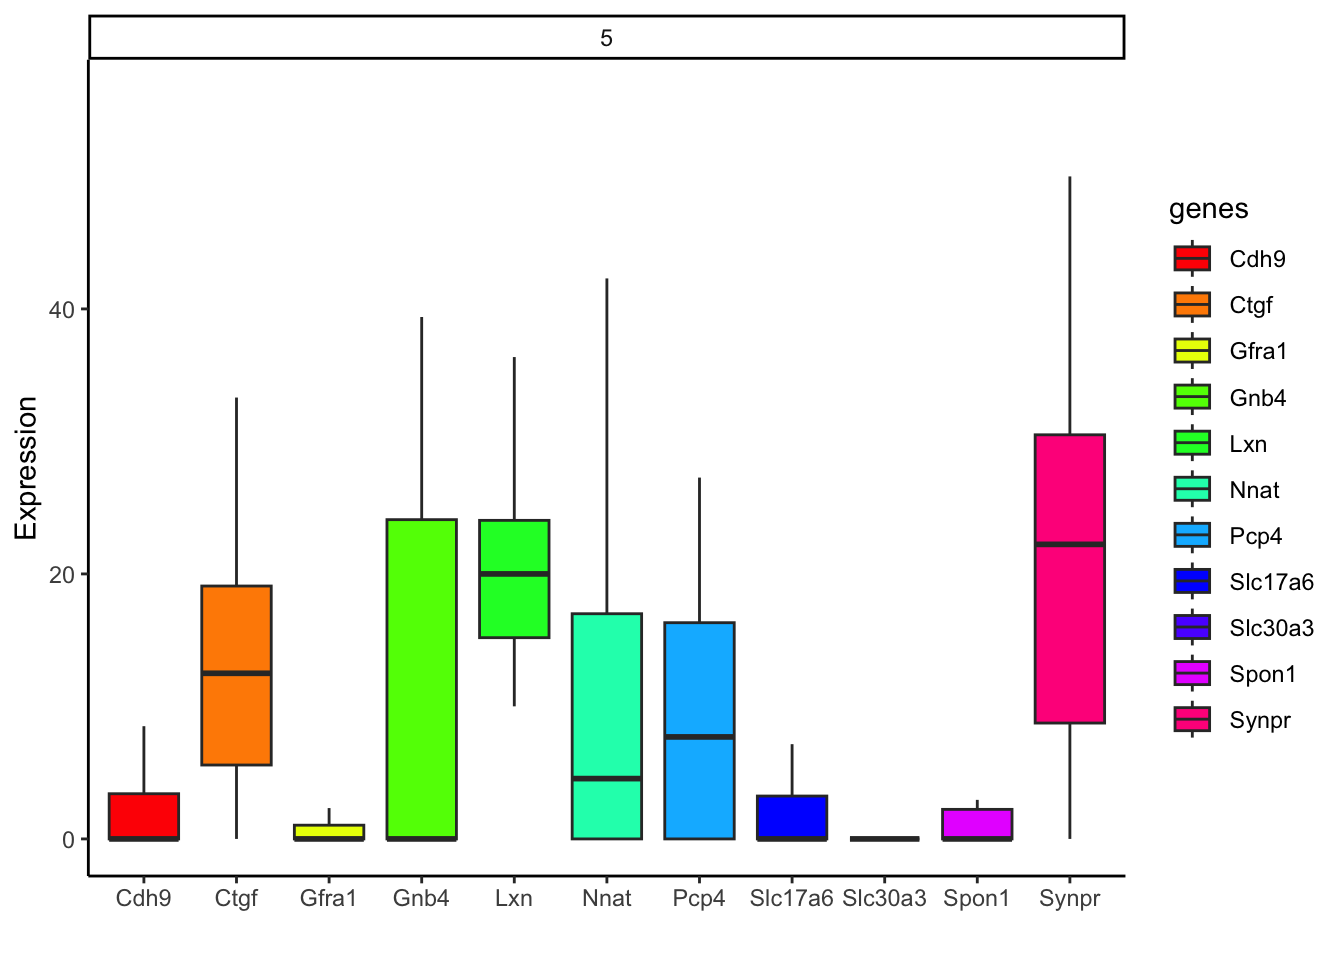 5
Expression
40
20
0
Cdh9 Ctgf Gfra1 Gnb4 Lxn Nnat Pcp4 Slc17a6 Slc30a3 Spon1 Synpr
genes
Cdh9
Ctgf
Gfra1
Gnb4
Lxn
Nnat
Pcp4
Slc17a6
Slc30a3
Spon1
Synpr